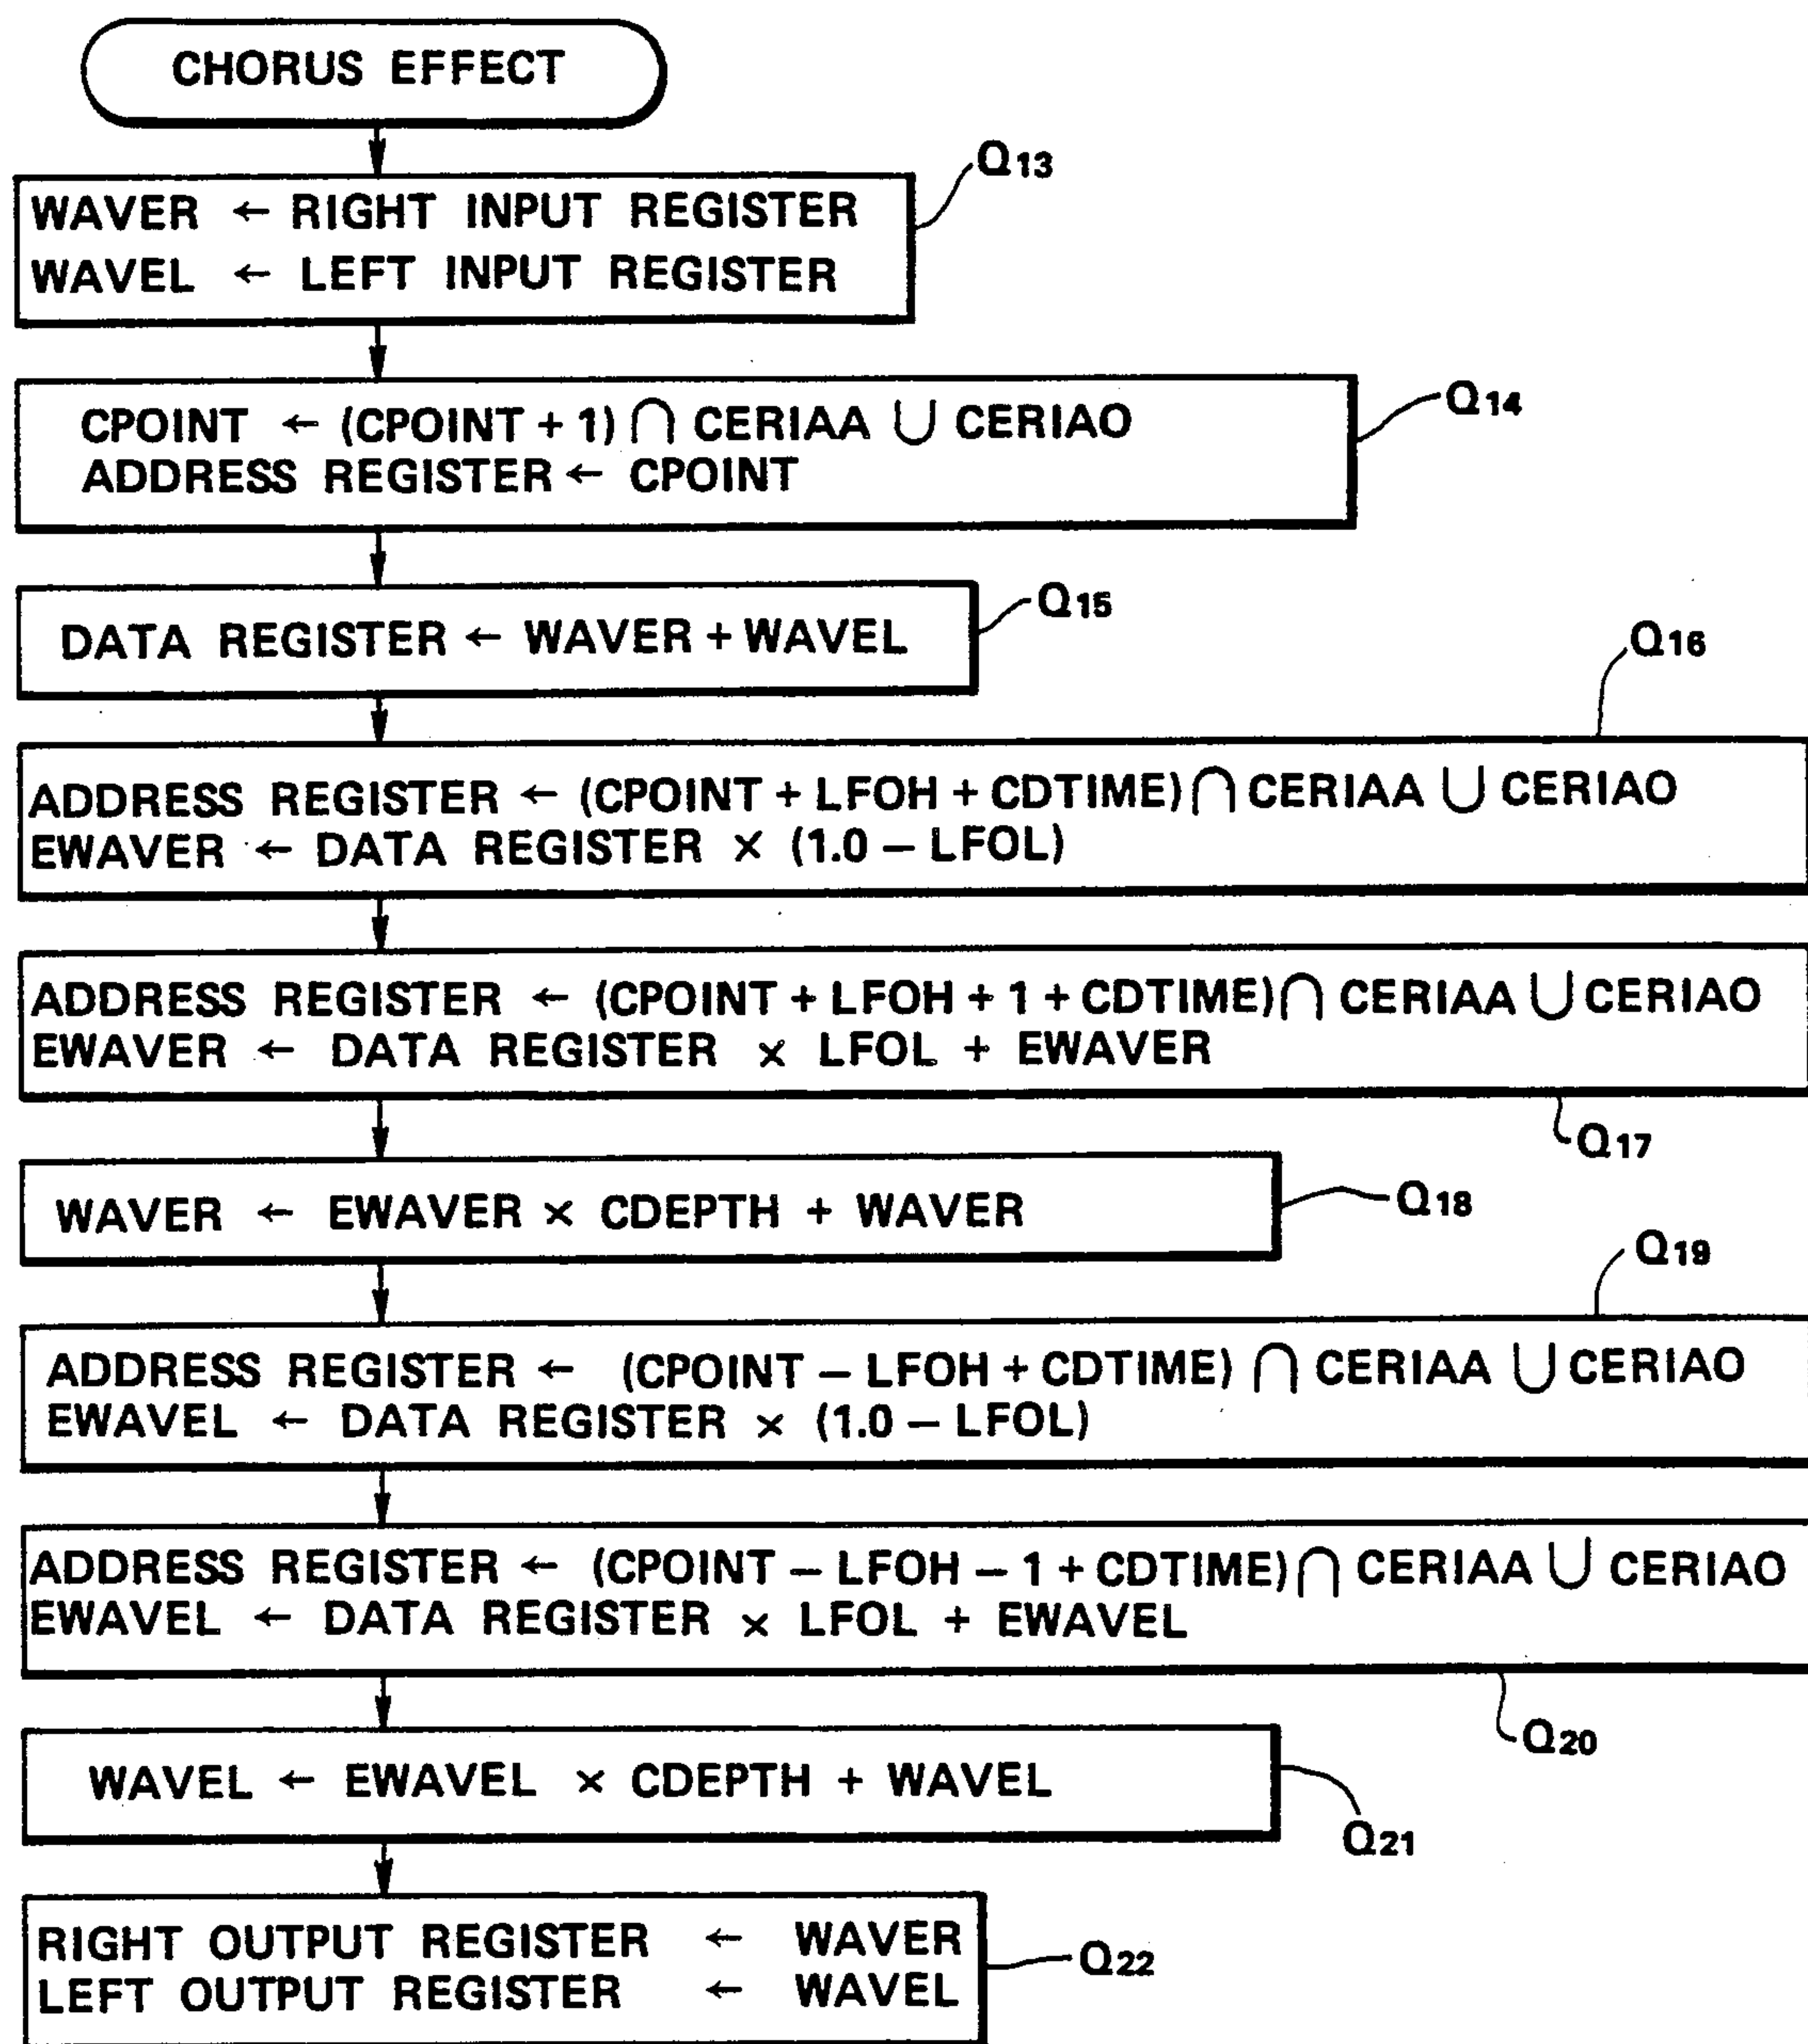 CHORUS EFFECT
Q13
WAVER ← RIGHT INPUT REGISTER
WAVEL ← LEFT INPUT REGISTER
Q14
CPOINT ← (CPOINT + 1) ∩ CERIAA ∪ CERIAO
ADDRESS REGISTER ← CPOINT
Q15
DATA REGISTER ← WAVER + WAVEL
Q16
ADDRESS REGISTER ← (CPOINT + LFOH + CDTIME) ∩ CERIAA ∪ CERIAO
EWAVER ← DATA REGISTER × (1.0 – LFOL)
ADDRESS REGISTER ← (CPOINT + LFOH + 1 + CDTIME) ∩ CERIAA ∪ CERIAO
EWAVER ← DATA REGISTER × LFOL + EWAVER
Q17
WAVER ← EWAVER × CDEPTH + WAVER
Q18
Q19
ADDRESS REGISTER ← (CPOINT – LFOH + CDTIME) ∩ CERIAA ∪ CERIAO
EWAVEL ← DATA REGISTER × (1.0 – LFOL)
ADDRESS REGISTER ← (CPOINT – LFOH – 1 + CDTIME) ∩ CERIAA ∪ CERIAO
EWAVEL ← DATA REGISTER × LFOL + EWAVEL
Q20
WAVEL ← EWAVEL × CDEPTH + WAVEL
Q21
RIGHT OUTPUT REGISTER ← WAVER
LEFT OUTPUT REGISTER ← WAVEL
Q22